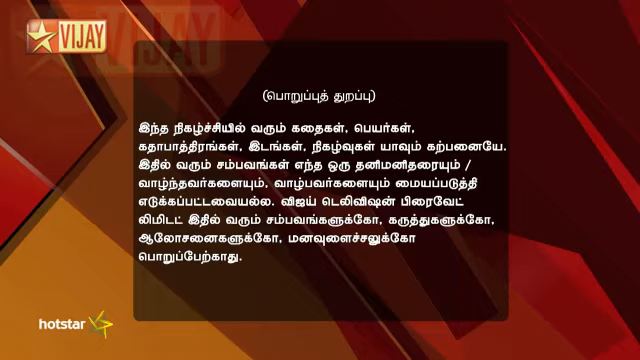 VIJAY
(பொறுப்புத் துறப்பு)
இந்த நிகழ்ச்சியில் வரும் கதைகள், பெயர்கள்,
கதாபாத்திரங்கள், இடங்கள், நிகழ்வுகள் யாவும் கற்பனையே.
இதில் வரும் சம்பவங்கள் எந்த ஒரு தனிமனிதரையும் /
வாழ்ந்தவர்களையும், வாழ்பவர்களையும் மையப்படுத்தி
எடுக்கப்பட்டவையல்ல. விஜய் டெலிவிஷன் பிரைவேட்
லிமிடட் இதில் வரும் சம்பவங்களுக்கோ, கருத்துகளுக்கோ,
ஆலோசனைகளுக்கோ, மனவுளைச்சலுக்கோ
பொறுப்பேற்காது.
hotstar